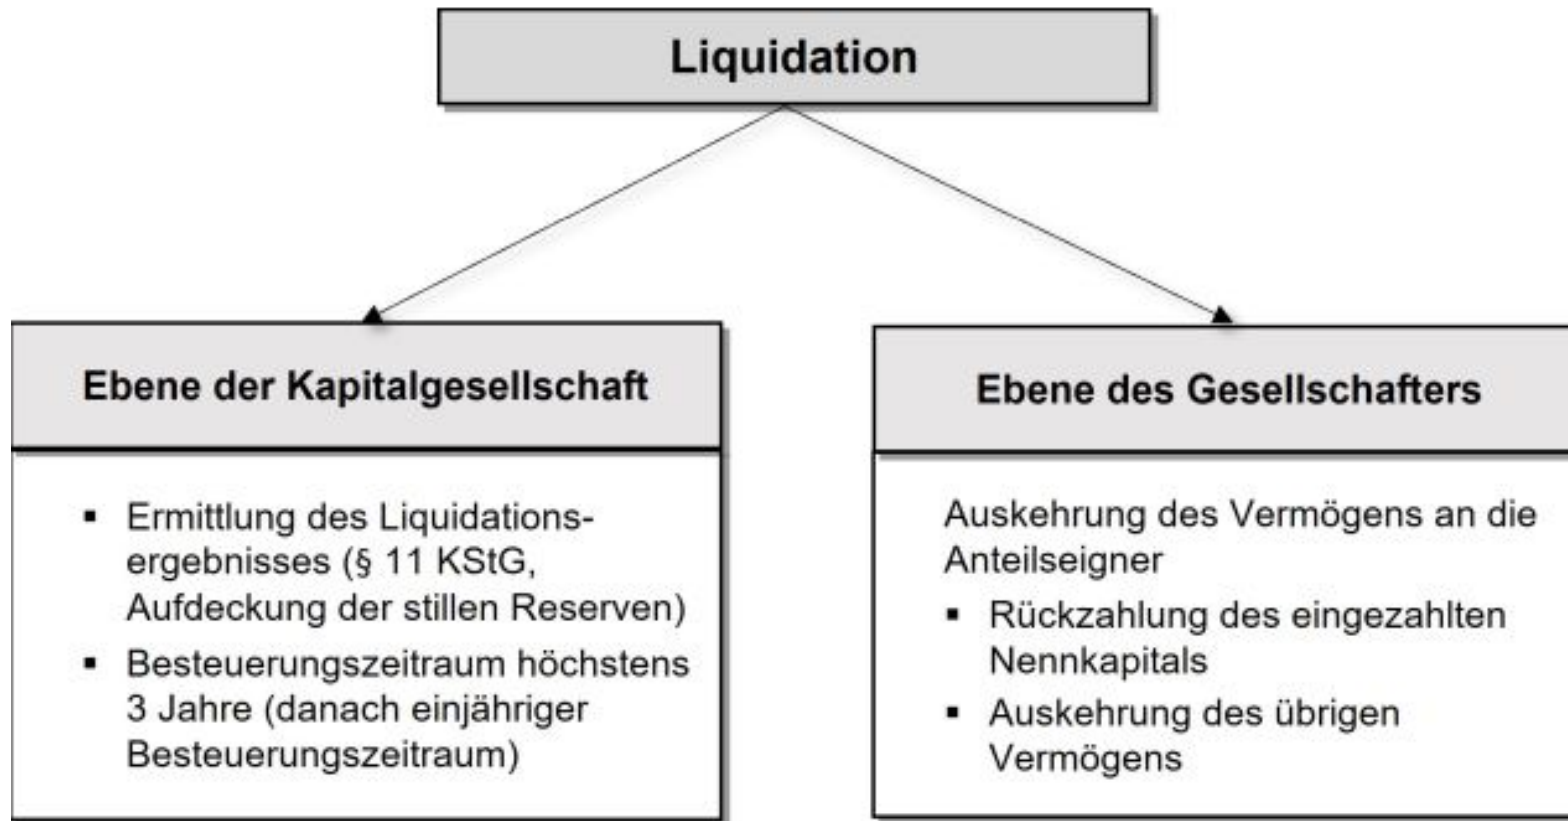 Liquidation
Ebene der Kapitalgesellschaft
▪ Ermittlung des Liquidations-
ergebnisses (§ 11 KStG,
Aufdeckung der stillen Reserven)
▪ Besteuerungszeitraum höchstens
3 Jahre (danach einjähriger
Besteuerungszeitraum)
Ebene des Gesellschafters
Auskehrung des Vermögens an die
Anteilseigner
▪ Rückzahlung des eingezahlten
Nennkapitals
▪ Auskehrung des übrigen
Vermögens